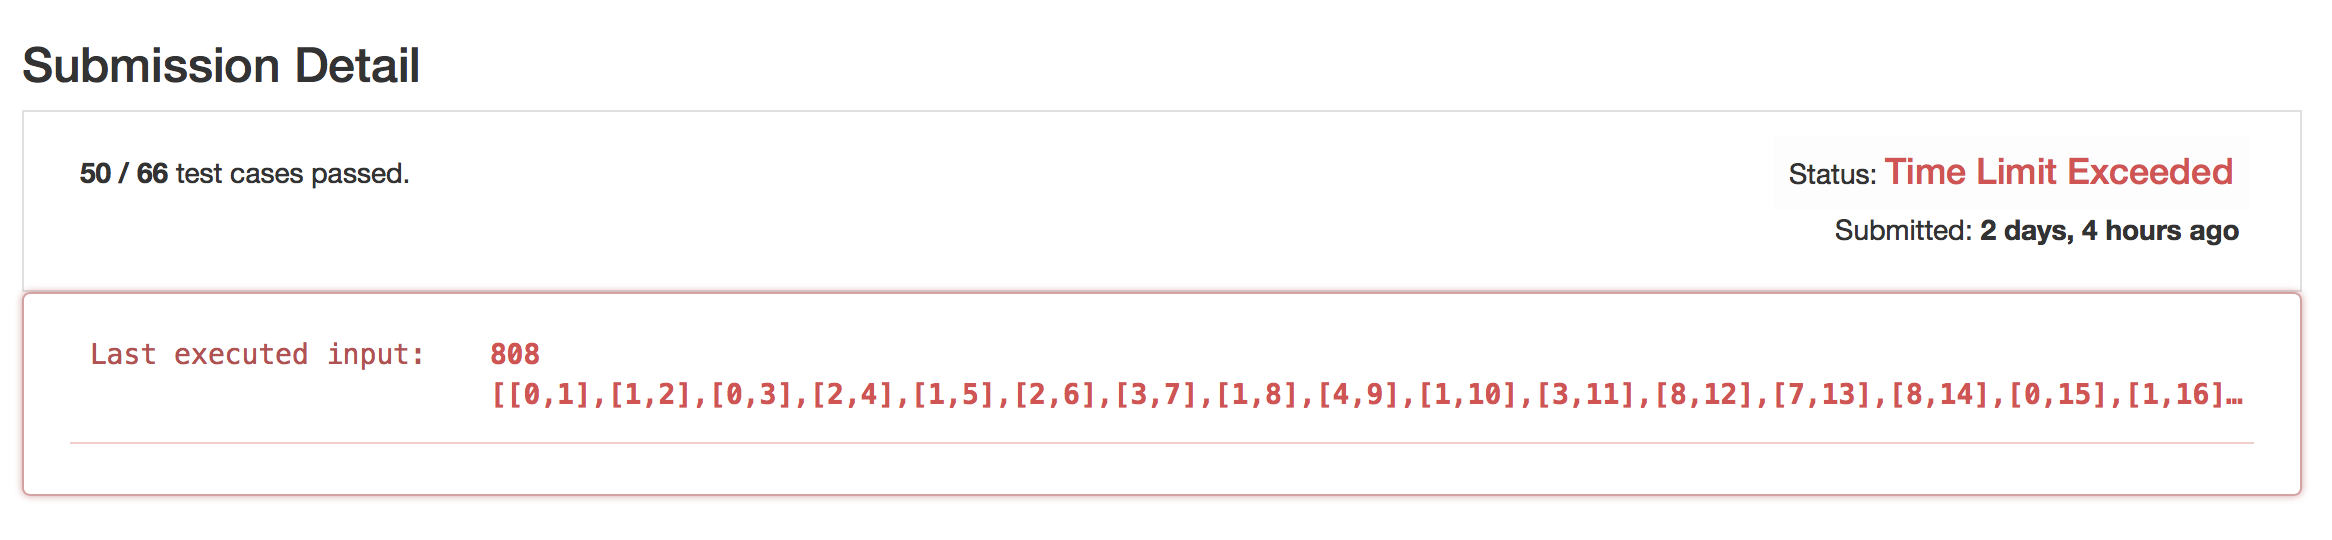 Submission Detail
50 / 66 test cases passed.
Status: Time Limit Exceeded
Submitted: 2 days, 4 hours ago
Last executed input: 808
[[0,1],[1,2],[0,3],[2,4],[1,5],[2,6],[3,7],[1,8],[4,9],[1,10],[3,11],[8,12],[7,13],[8,14],[0,15],[1,16]…